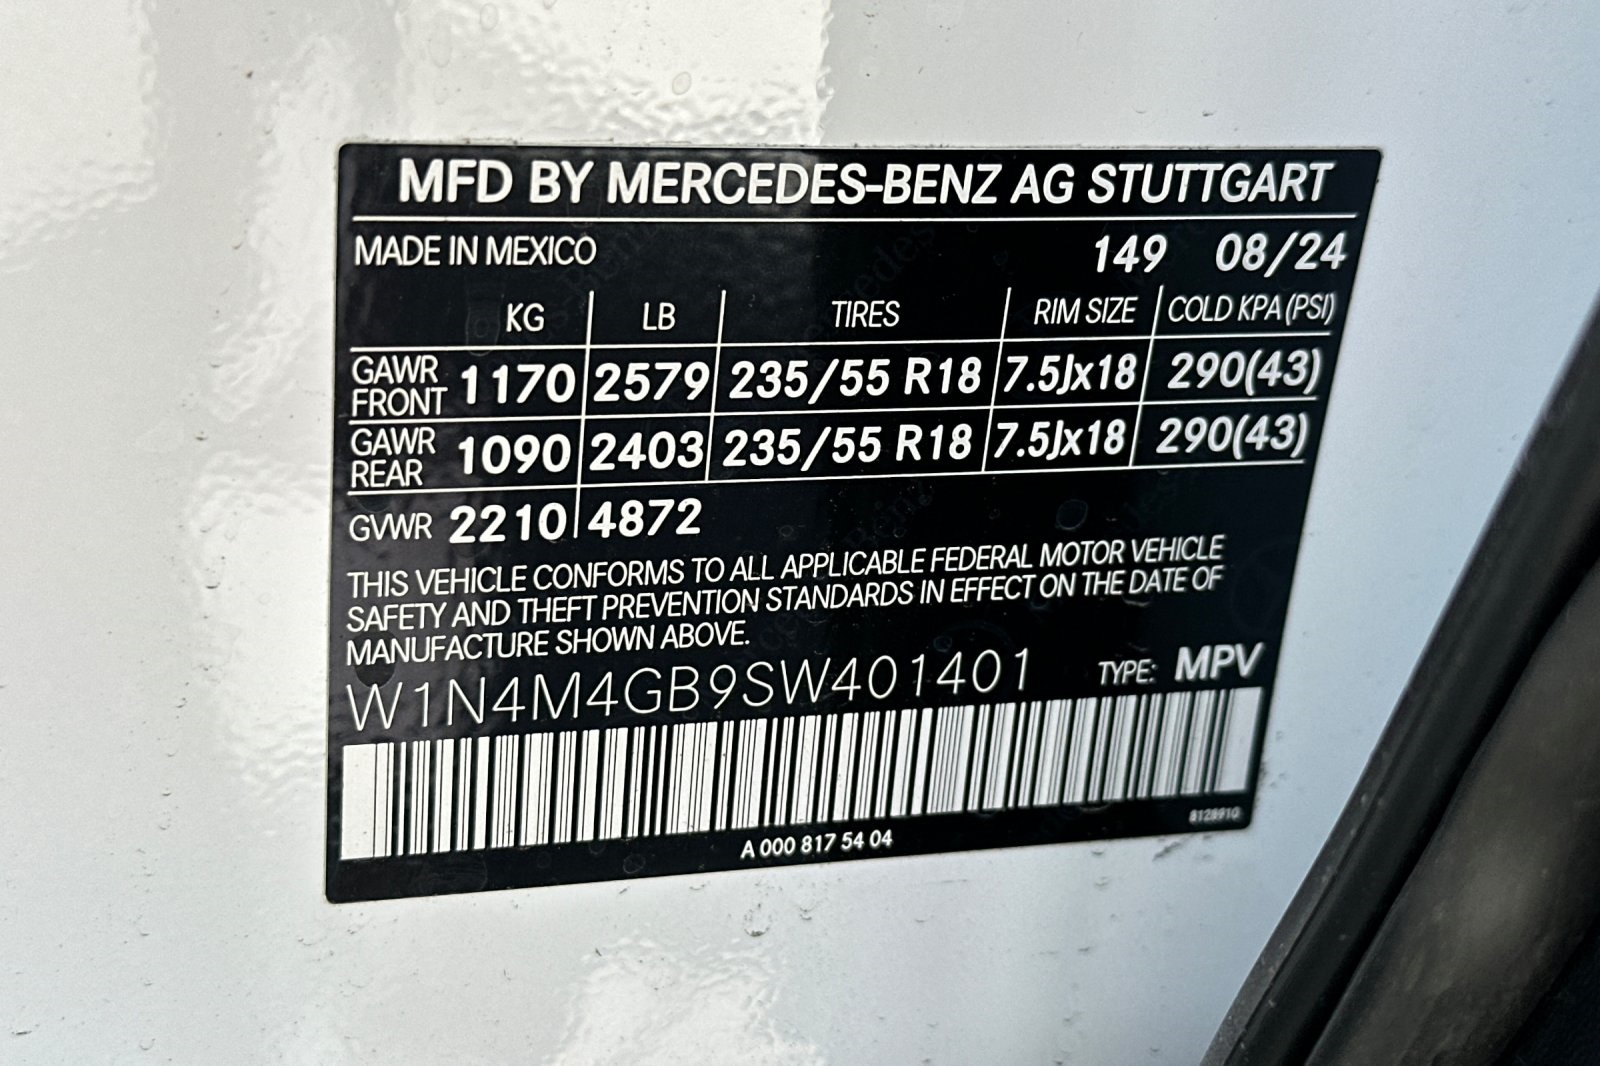 MFD BY MERCEDES-BENZ AG STUTTGART
MADE IN MEXICO 149 08/24
KG LB TIRES RIM SIZE COLD KPA (PSI)
GAWR FRONT 1170 2579 235/55 R18 7.5Jx18 290(43)
GAWR REAR 1090 2403 235/55 R18 7.5Jx18 290(43)
GVWR 2210 4872
THIS VEHICLE CONFORMS TO ALL APPLICABLE FEDERAL MOTOR VEHICLE
SAFETY AND THEFT PREVENTION STANDARDS IN EFFECT ON THE DATE OF
MANUFACTURE SHOWN ABOVE.
W1N4M4GB9SW401401 TYPE: MPV
A 000 817 54 04 8128910